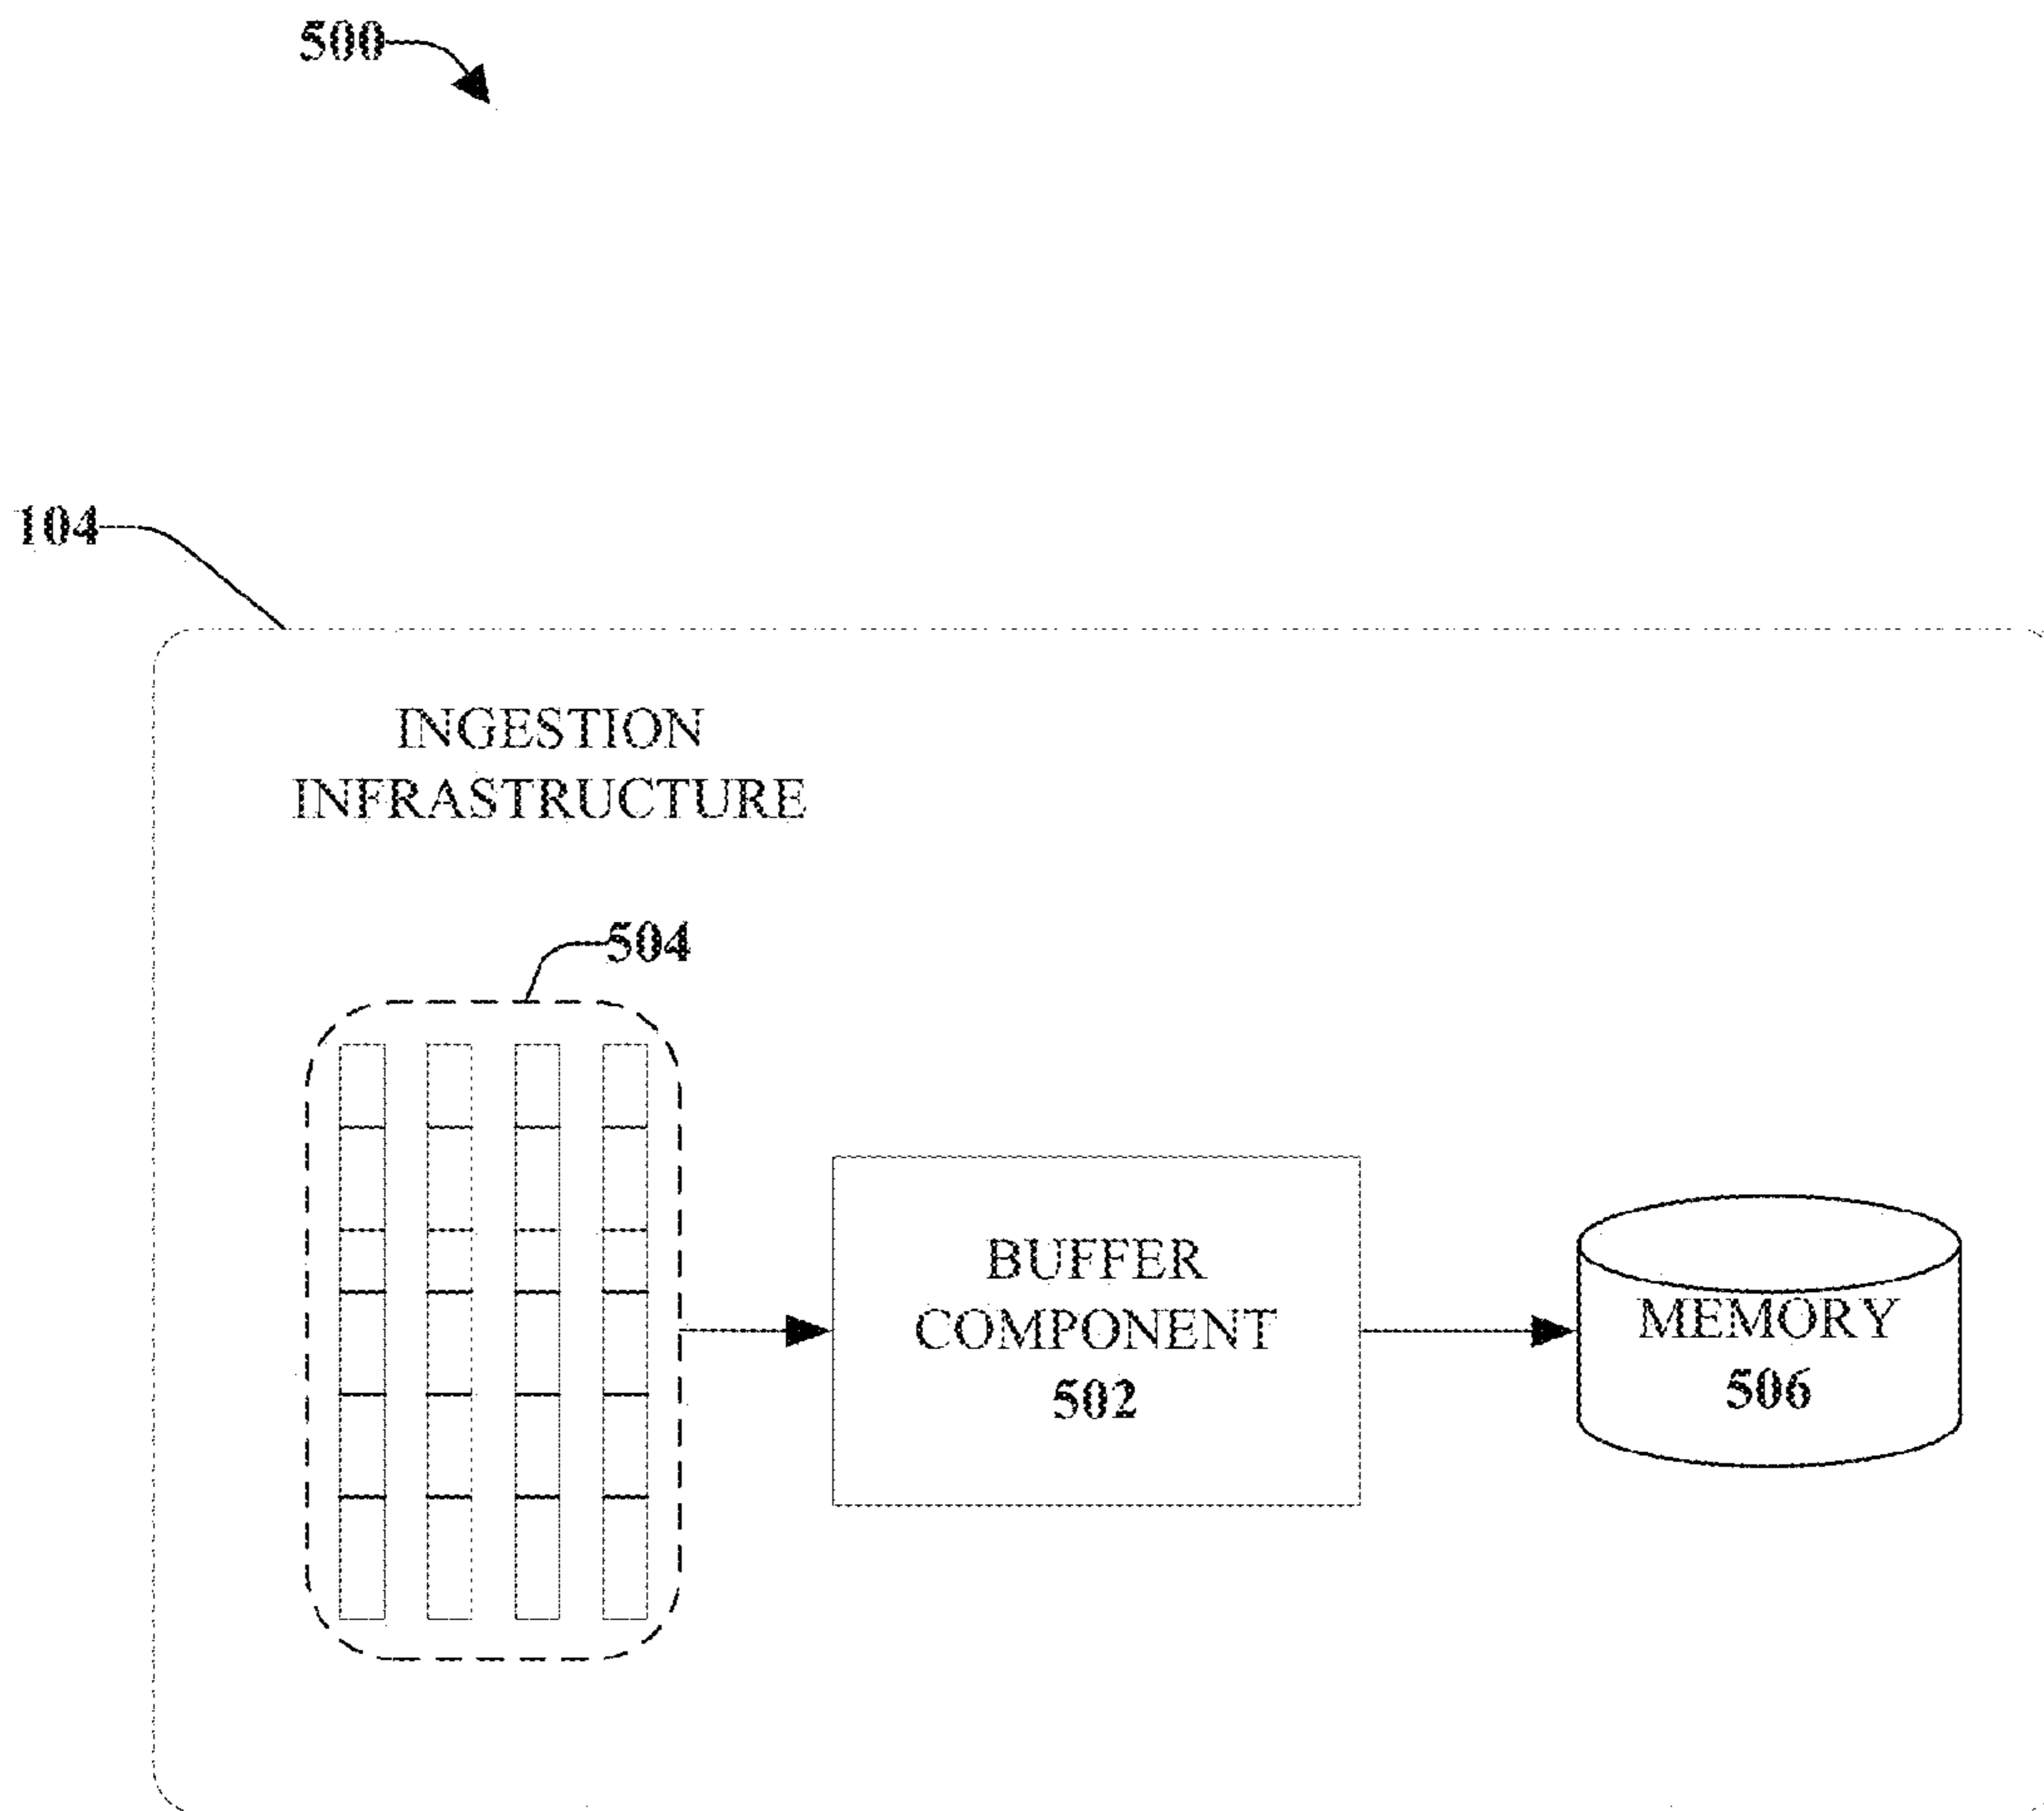 500
104
INGESTION
INFRASTRUCTURE
504
BUFFER
COMPONENT
502
MEMORY
506